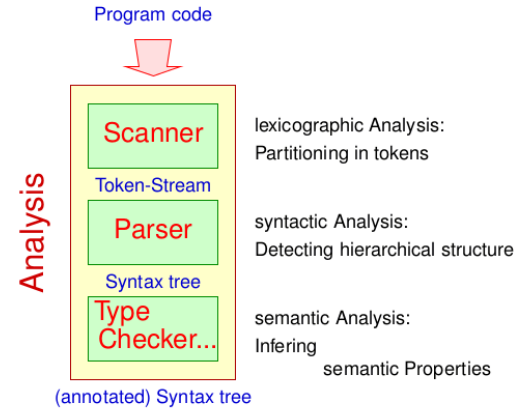 Program code
Scanner
lexicographic Analysis:
Partitioning in tokens
Token-Stream
Analysis
Parser
syntactic Analysis:
Detecting hierarchical structure
Syntax tree
Type
Checker...
semantic Analysis:
Infering
semantic Properties
(annotated) Syntax tree